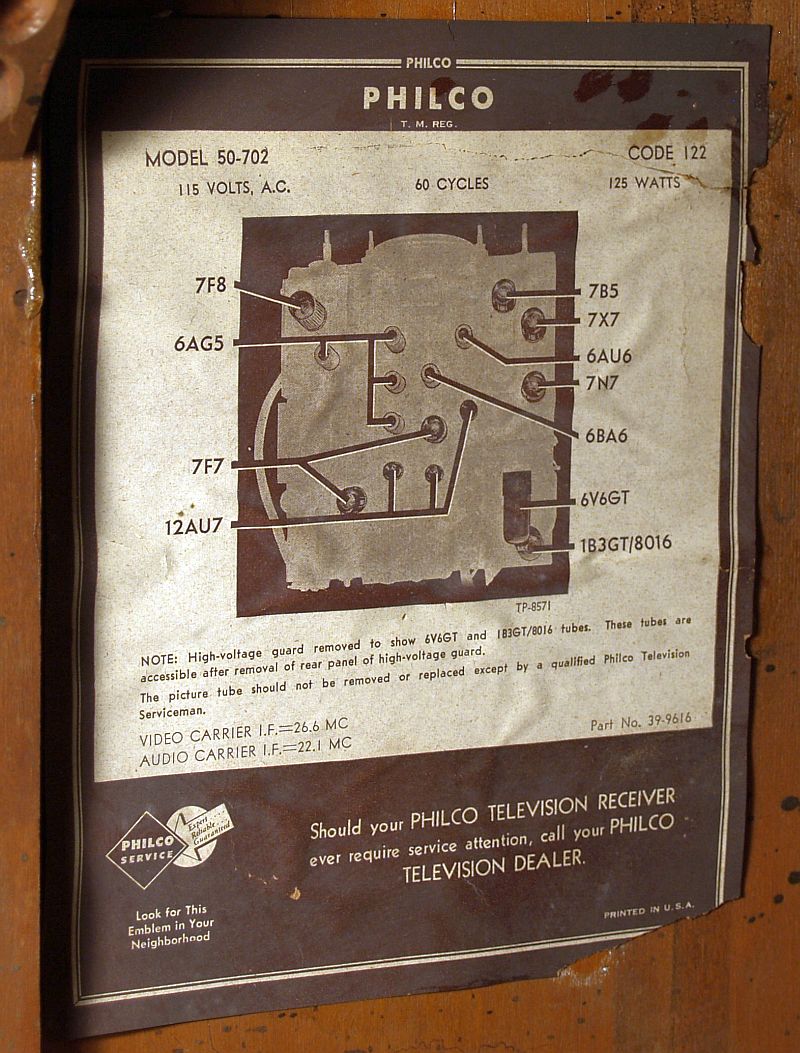 PHILCO
PHILCO
T. M. REG.
MODEL 50-702
CODE 122
115 VOLTS, A.C.
60 CYCLES
125 WATTS
7F8
7B5
7X7
6AG5
6AU6
7N7
6BA6
7F7
6V6GT
12AU7
1B3GT/8016
TP-8571
NOTE: High-voltage guard removed to show 6V6GT and 1B3GT/8016 tubes. These tubes are
accessible after removal of rear panel of high-voltage guard.
The picture tube should not be removed or replaced except by a qualified Philco Television
Serviceman.
VIDEO CARRIER I.F.=26.6 MC
AUDIO CARRIER I.F.=22.1 MC
Part No. 39-9616
PHILCO
SERVICE
Expert...
Reliable...
Guaranteed
Should your PHILCO TELEVISION RECEIVER
ever require service attention, call your PHILCO
TELEVISION DEALER.
Look for This
Emblem in Your
Neighborhood
PRINTED IN U.S.A.